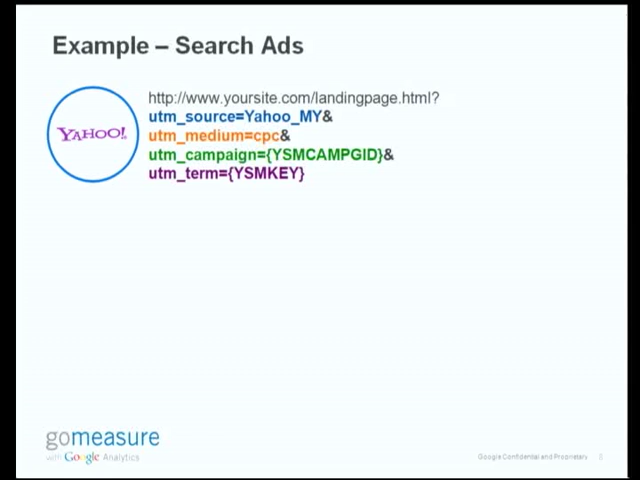 Example – Search Ads
YAHOO!
http://www.yoursite.com/landingpage.html?
utm_source=Yahoo_MY&
utm_medium=cpc&
utm_campaign={YSMCAMPGID}&
utm_term={YSMKEY}
gomeasure
with Google Analytics
Google Confidential and Proprietary